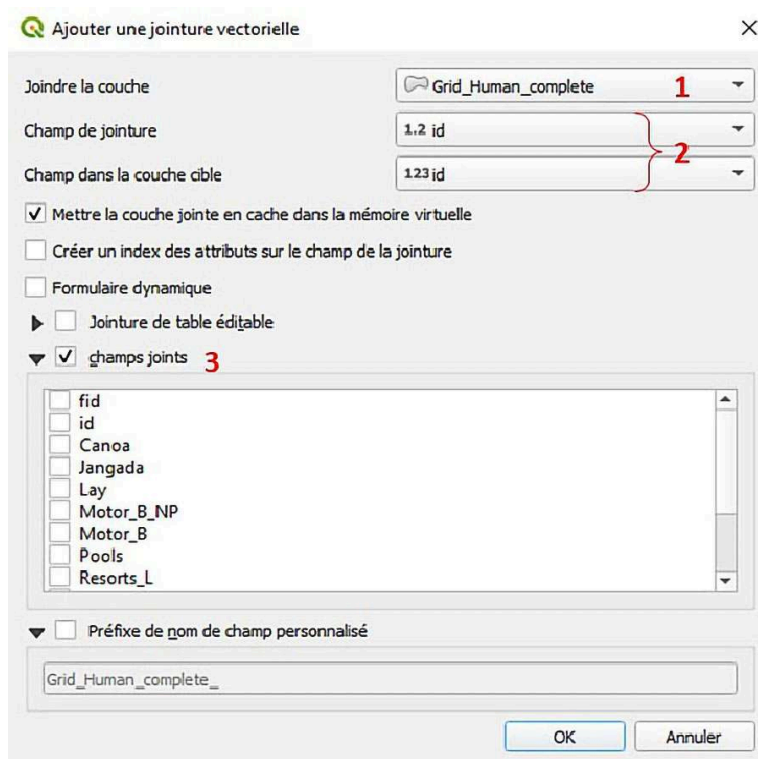 Ajouter une jointure vectorielle
Joindre la couche Grid_Human_complete 1
Champ de jointure 1.2 id
2
Champ dans la couche cible 123 id
Mettre la couche jointe en cache dans la mémoire virtuelle
Créer un index des attributs sur le champ de la jointure
Formulaire dynamique
Jointure de table éditable
champs joints 3
fid
id
Canoa
Jangada
Lay
Motor_B_NP
Motor_B
Pools
Resorts_L
Préfixe de nom de champ personnalisé
Grid_Human_complete_
OK Annuler